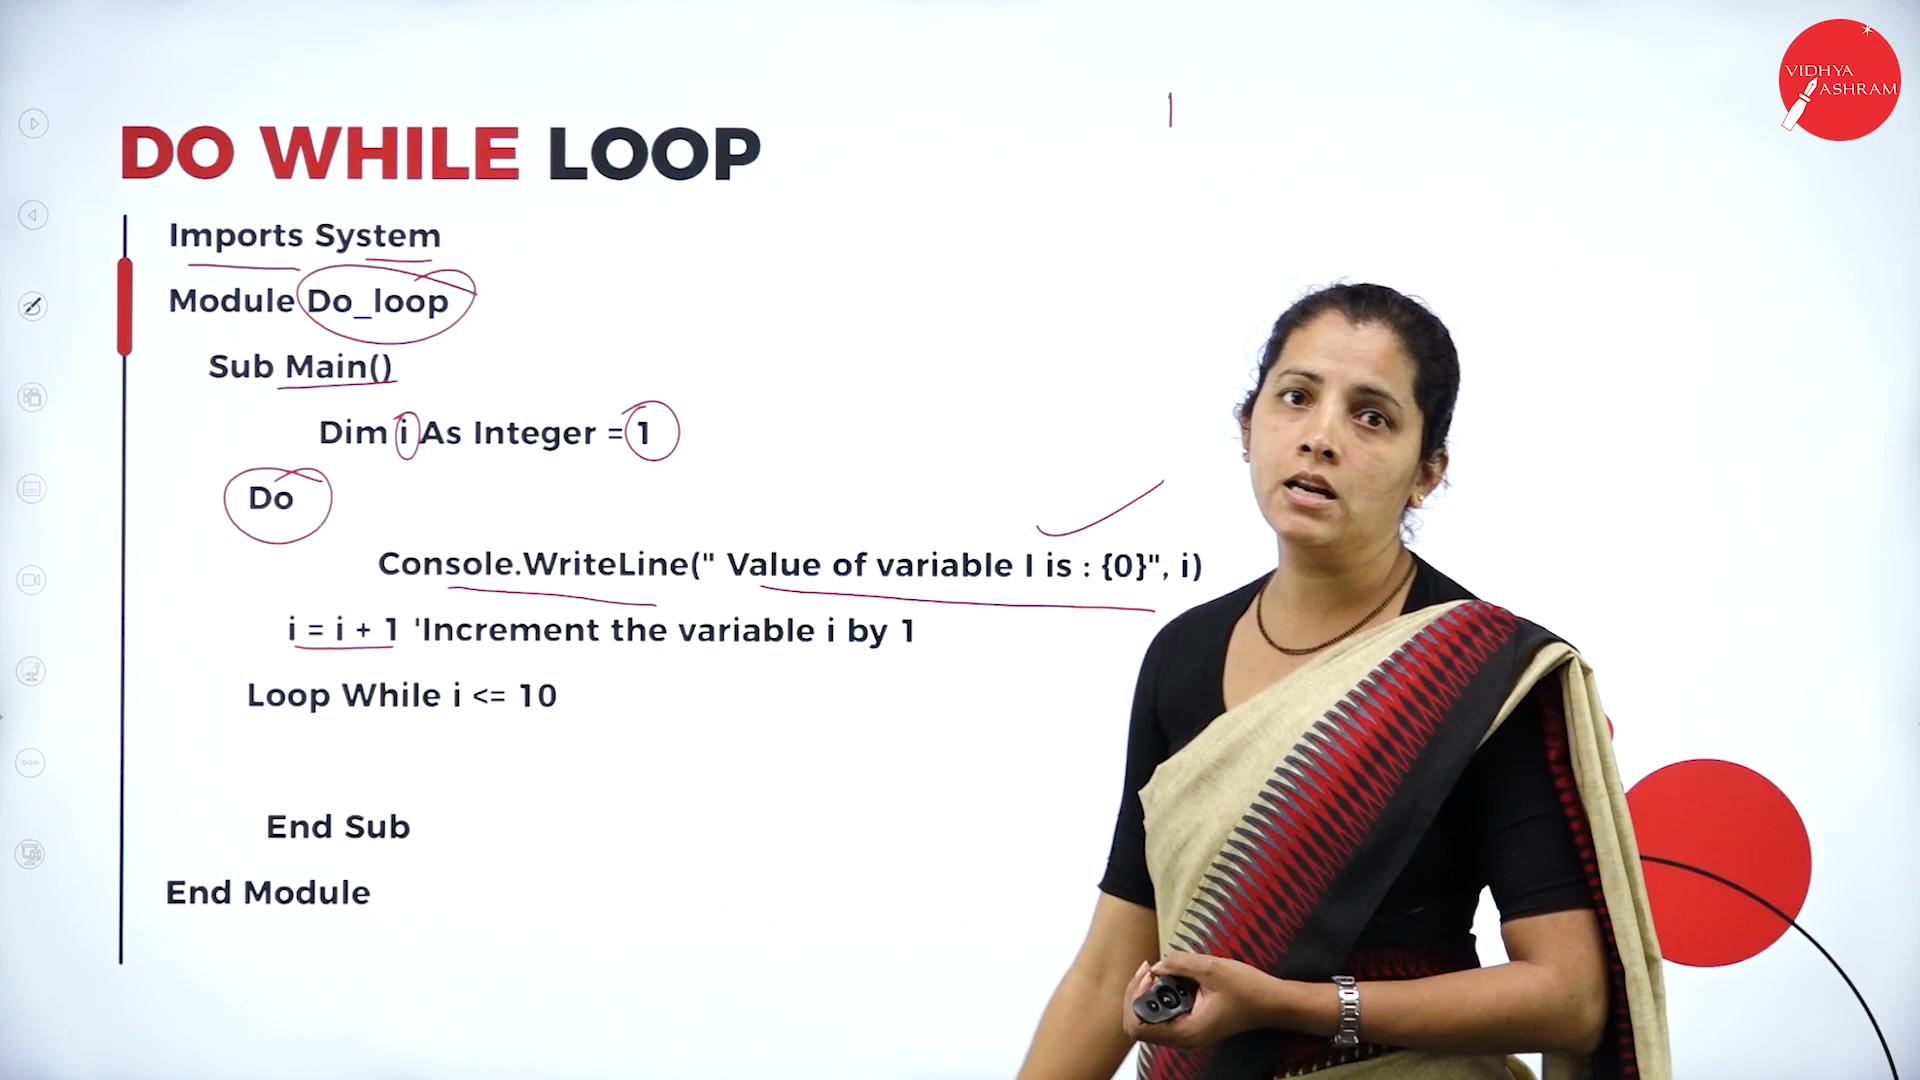 VIDHYA
ASHRAM
DO WHILE LOOP
Imports System
Module Do_loop
Sub Main()
Dim i As Integer = 1
Do
Console.WriteLine(" Value of variable I is : {0}", i)
i = i + 1 'Increment the variable i by 1
Loop While i <= 10
End Sub
End Module